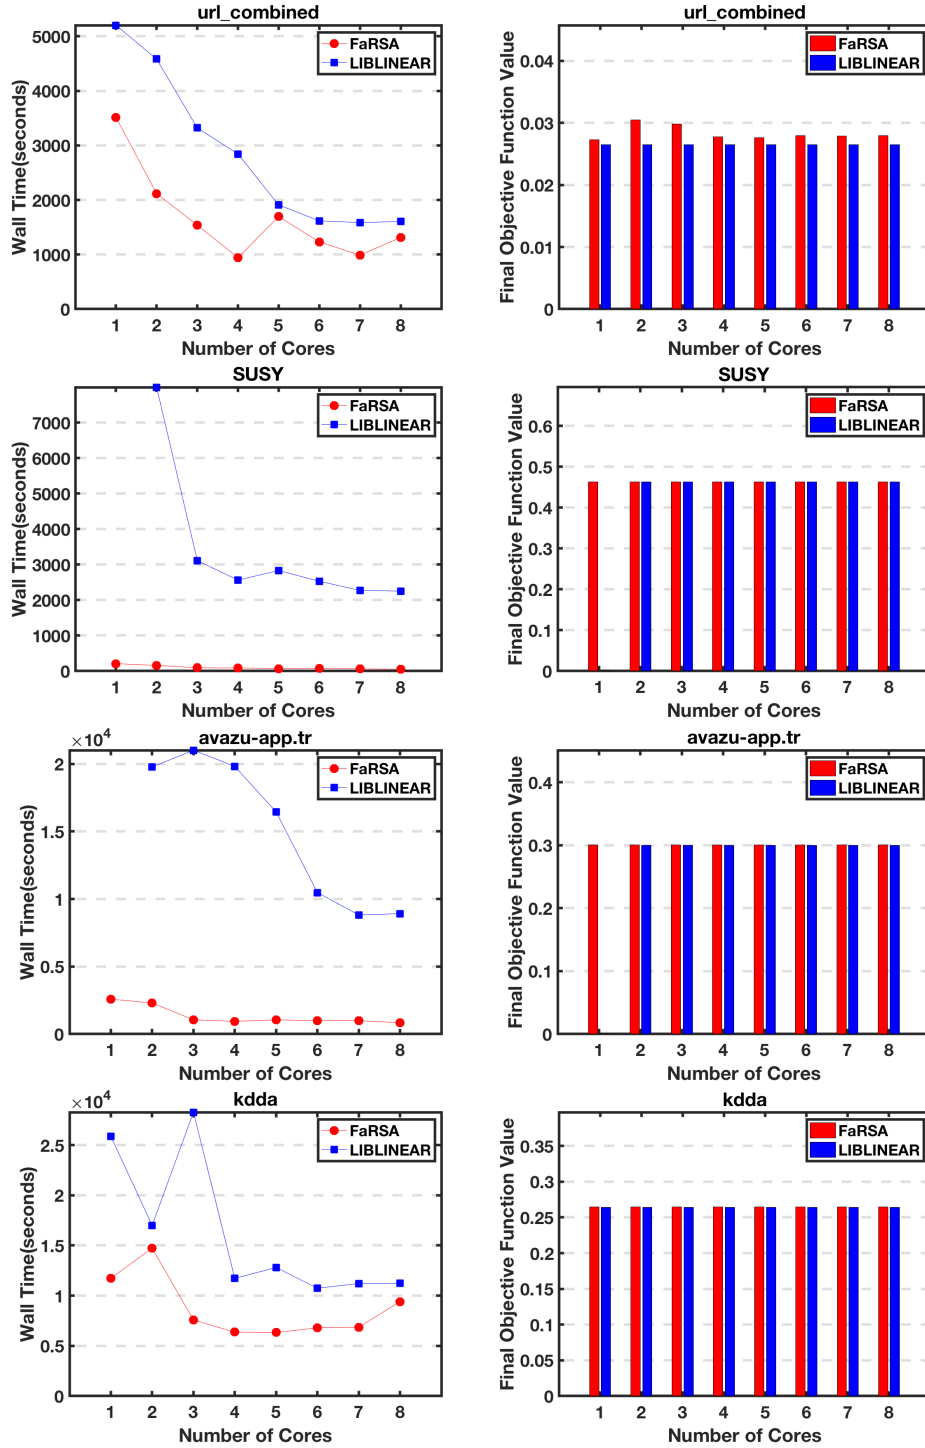 url_combined
Wall Time(seconds)
5000
4000
3000
2000
1000
0
FaRSA
LIBLINEAR
1 2 3 4 5 6 7 8
Number of Cores
url_combined
Final Objective Function Value
0.04
0.03
0.02
0.01
0
FaRSA
LIBLINEAR
1 2 3 4 5 6 7 8
Number of Cores
SUSY
Wall Time(seconds)
7000
6000
5000
4000
3000
2000
1000
0
FaRSA
LIBLINEAR
1 2 3 4 5 6 7 8
Number of Cores
SUSY
Final Objective Function Value
0.6
0.5
0.4
0.3
0.2
0.1
0
FaRSA
LIBLINEAR
1 2 3 4 5 6 7 8
Number of Cores
avazu-app.tr
×10⁴
Wall Time(seconds)
2
1.5
1
0.5
0
FaRSA
LIBLINEAR
1 2 3 4 5 6 7 8
Number of Cores
avazu-app.tr
Final Objective Function Value
0.4
0.3
0.2
0.1
0
FaRSA
LIBLINEAR
1 2 3 4 5 6 7 8
Number of Cores
kdda
×10⁴
Wall Time(seconds)
2.5
2
1.5
1
0.5
0
FaRSA
LIBLINEAR
1 2 3 4 5 6 7 8
Number of Cores
kdda
Final Objective Function Value
0.35
0.3
0.25
0.2
0.15
0.1
0.05
0
FaRSA
LIBLINEAR
1 2 3 4 5 6 7 8
Number of Cores